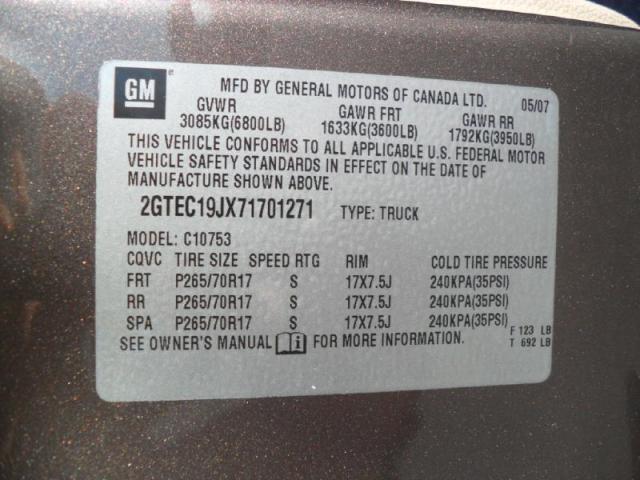 GM
MFD BY GENERAL MOTORS OF CANADA LTD. 05/07
GVWR GAWR FRT GAWR RR
3085KG(6800LB) 1633KG(3600LB) 1792KG(3950LB)
THIS VEHICLE CONFORMS TO ALL APPLICABLE U.S. FEDERAL MOTOR
VEHICLE SAFETY STANDARDS IN EFFECT ON THE DATE OF
MANUFACTURE SHOWN ABOVE.
2GTEC19JX71701271 TYPE: TRUCK
MODEL: C10753
CQVC TIRE SIZE SPEED RTG RIM COLD TIRE PRESSURE
FRT P265/70R17 S 17X7.5J 240KPA(35PSI)
RR P265/70R17 S 17X7.5J 240KPA(35PSI)
SPA P265/70R17 S 17X7.5J 240KPA(35PSI)
F 123 LB
SEE OWNER'S MANUAL i FOR MORE INFORMATION. T 692 LB